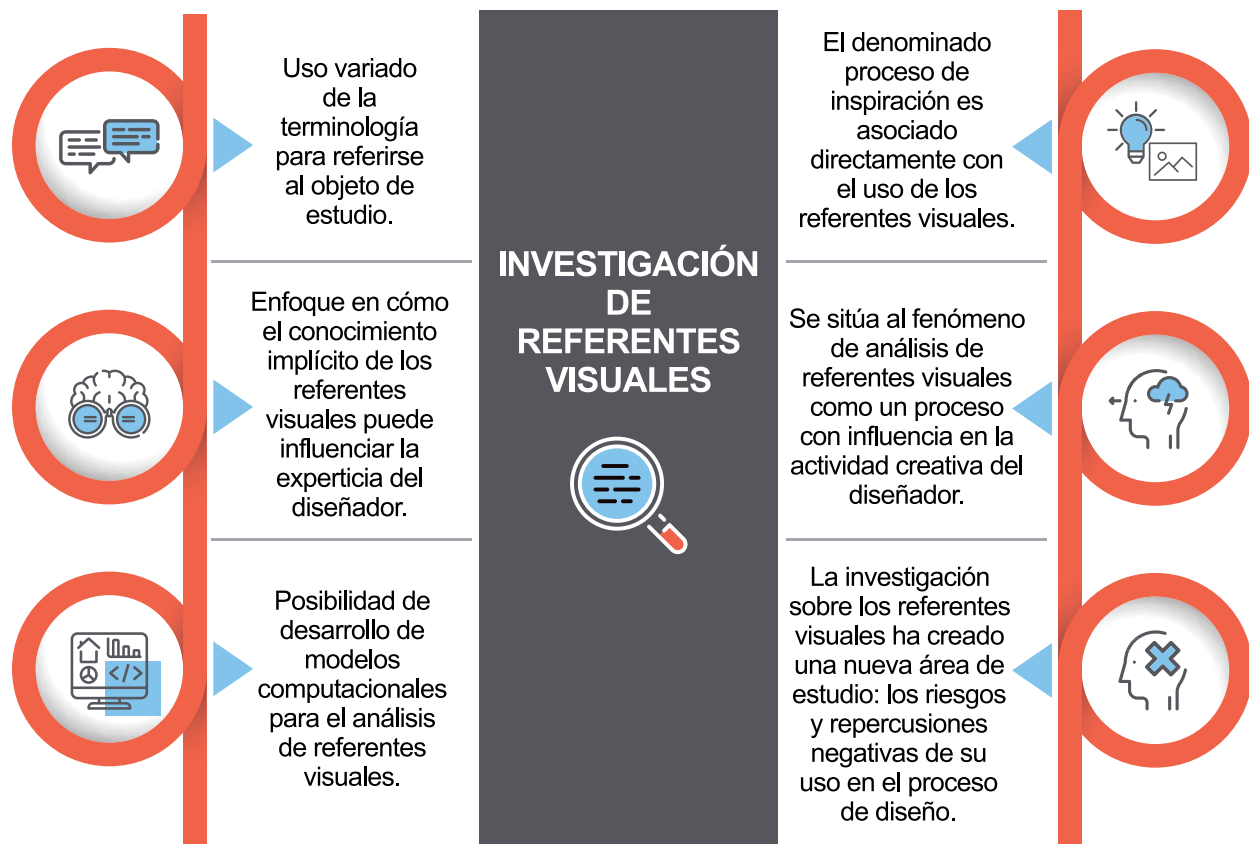 Uso variado
de la
terminología
para referirse
al objeto de
estudio.
Enfoque en cómo
el conocimiento
implícito de los
referentes
visuales puede
influenciar la
experticia del
diseñador.
Posibilidad de
desarrollo de
modelos
computacionales
para el análisis
de referentes
visuales.
INVESTIGACIÓN
DE
REFERENTES
VISUALES
El denominado
proceso de
inspiración es
asociado
directamente con
el uso de los
referentes visuales.
Se sitúa al fenómeno
de análisis de
referentes visuales
como un proceso
con influencia en la
actividad creativa del
diseñador.
La investigación
sobre los referentes
visuales ha creado
una nueva área de
estudio: los riesgos
y repercusiones
negativas de su
uso en el proceso
de diseño.